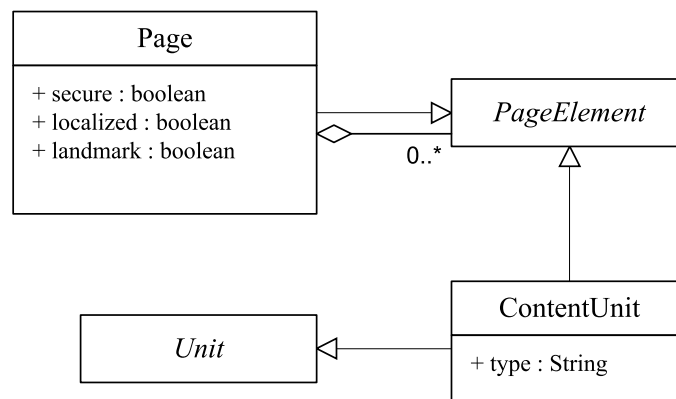 Page
+ secure : boolean
+ localized : boolean
+ landmark : boolean
PageElement
0..*
ContentUnit
+ type : String
Unit